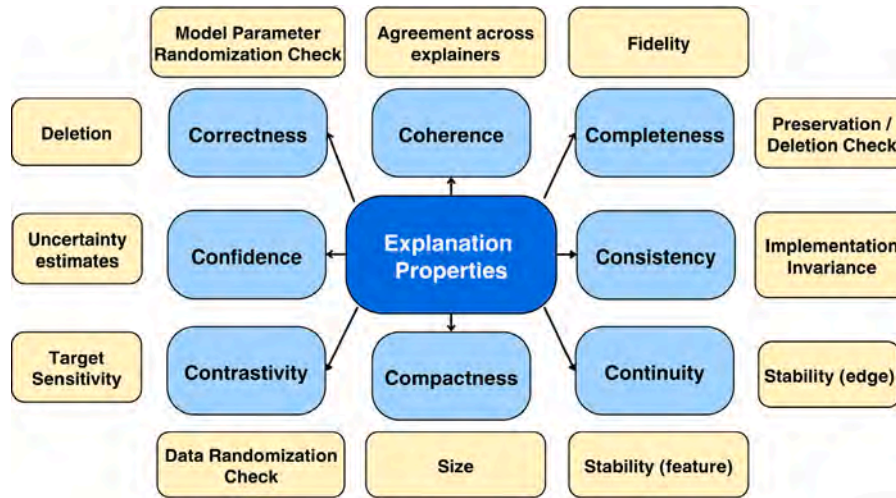 Model Parameter
Randomization Check
Agreement across
explainers
Fidelity
Deletion
Correctness
Coherence
Completeness
Preservation /
Deletion Check
Uncertainty
estimates
Confidence
Explanation
Properties
Consistency
Implementation
Invariance
Target
Sensitivity
Contrastivity
Compactness
Continuity
Stability (edge)
Data Randomization
Check
Size
Stability (feature)